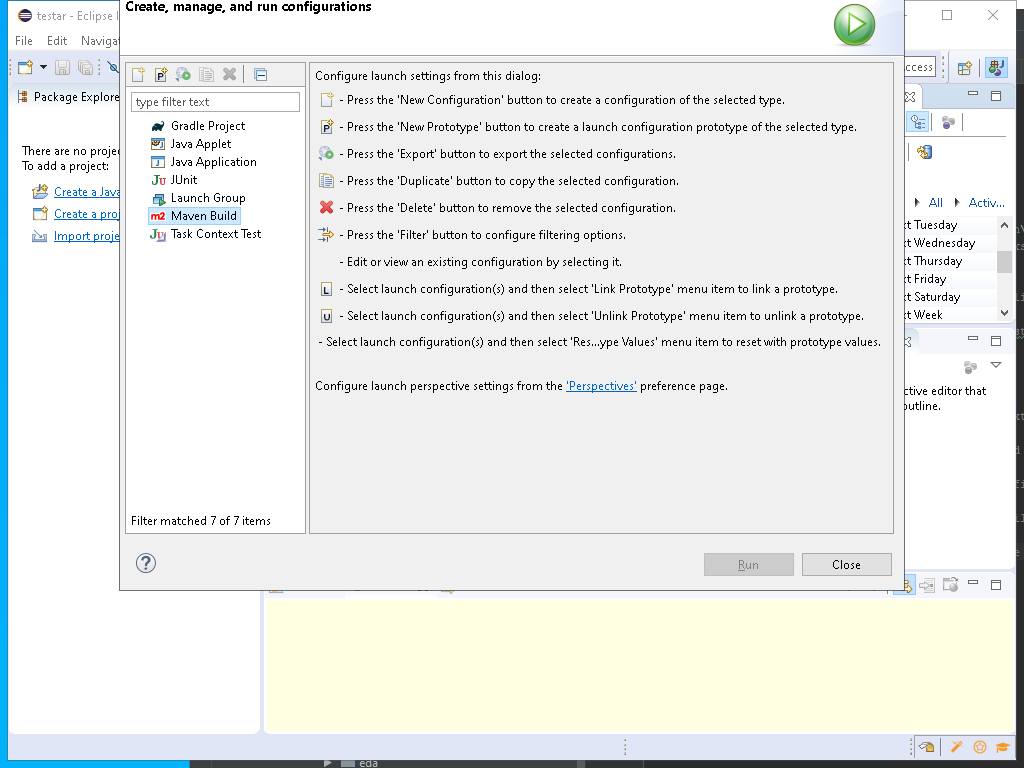 Create, manage, and run configurations
testar - Eclipse
File Edit
cess
Package Explore
type filter text
Configure launch settings from this dialog:
- Press the 'New Configuration' button to create a configuration of the selected type.
Gradle Project
- Press the 'New Prototype' button to create a launch configuration prototype of the selected type.
Java Applet
There are no
- Press the 'Export' button to export the selected configurations.
Java Application
To add a project:
JUnit
- Press the 'Duplicate' button to copy the selected configuration.
Create a Java
Launch Group
All Activ...
- Press the 'Delete' button to remove the selected configuration.
Create a
Maven Build
xt Tuesday
Import
Task Context Test
- Press the 'Filter' button to configure filtering options.
xt Wednesday
- Edit or view an existing configuration by selecting it.
xt Thursday
xt Friday
- Select launch configuration(s) and then select 'Link Prototype' menu item to link a prototype.
xt Saturday
- Select launch configuration(s) and then select 'Unlink Prototype' menu item to unlink a prototype.
xt Week
- Select launch configuration(s) and then select 'Res...ype Values' menu item to reset with prototype values.
Configure launch perspective settings from the 'Perspectives' preference page.
ctive editor that
outline.
Filter matched 7 of 7 items
?
Run
Close
eda